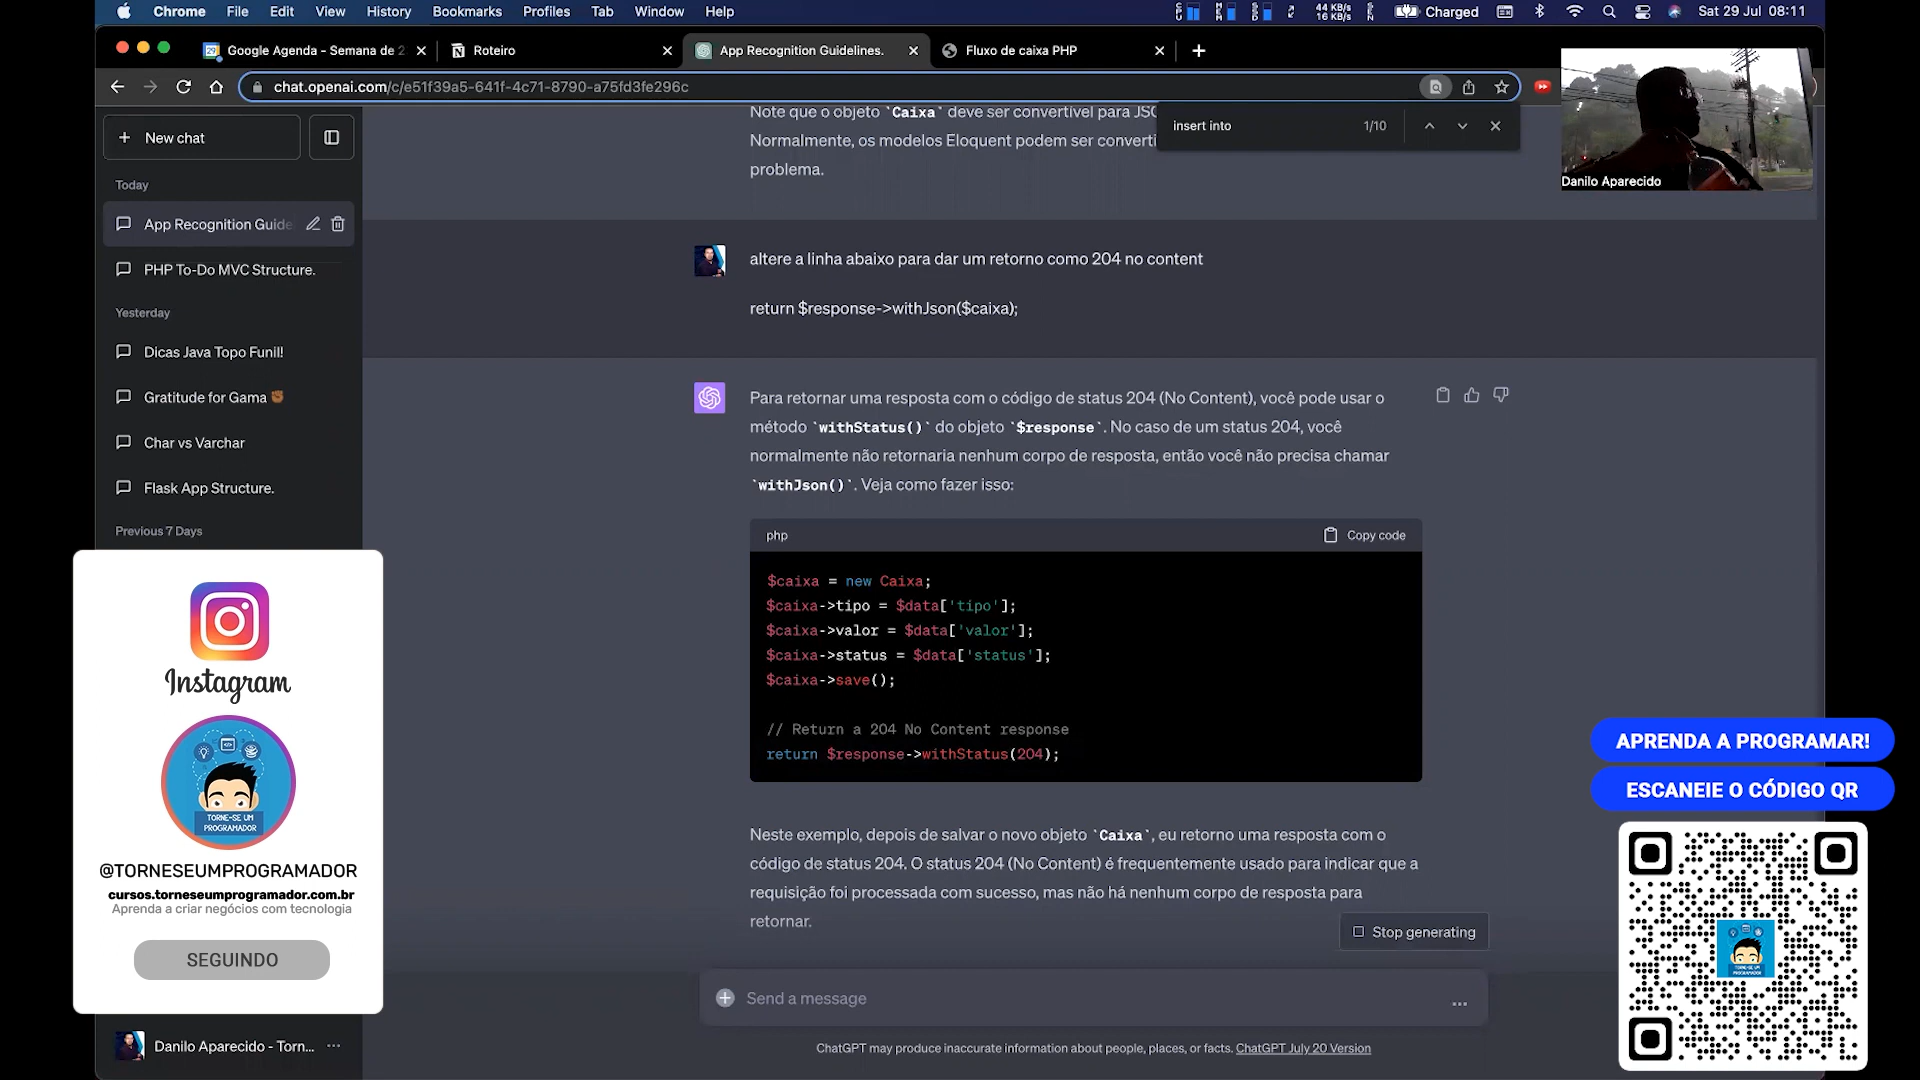 Chrome File Edit View History Bookmarks Profiles Tab Window Help
44 KB/s
16 KB/s
Charged
Sat 29 Jul 08:11
Google Agenda - Semana de 2
Roteiro
App Recognition Guidelines.
Fluxo de caixa PHP
chat.openai.com/c/e51f39a5-641f-4c71-8790-a75fd3fe296c
insert into 1/10
Danilo Aparecido
New chat
Today
App Recognition Guide
PHP To-Do MVC Structure.
Yesterday
Dicas Java Topo Funil!
Gratitude for Gama
Char vs Varchar
Flask App Structure.
Previous 7 Days
Note que o objeto `Caixa` deve ser convertível para JSO
Normalmente, os modelos Eloquent podem ser converti
problema.
altere a linha abaixo para dar um retorno como 204 no content
return $response->withJson($caixa);
Para retornar uma resposta com o código de status 204 (No Content), você pode usar o
método `withStatus()` do objeto `$response`. No caso de um status 204, você
normalmente não retornaria nenhum corpo de resposta, então você não precisa chamar
`withJson()`. Veja como fazer isso:
php Copy code
$caixa = new Caixa;
$caixa->tipo = $data['tipo'];
$caixa->valor = $data['valor'];
$caixa->status = $data['status'];
$caixa->save();
// Return a 204 No Content response
return $response->withStatus(204);
Neste exemplo, depois de salvar o novo objeto `Caixa`, eu retorno uma resposta com o
código de status 204. O status 204 (No Content) é frequentemente usado para indicar que a
requisição foi processada com sucesso, mas não há nenhum corpo de resposta para
retornar.
Stop generating
Send a message
ChatGPT may produce inaccurate information about people, places, or facts. ChatGPT July 20 Version
Instagram
TORNE-SE UM
PROGRAMADOR
@TORNESEUMPROGRAMADOR
cursos.torneseumprogramador.com.br
Aprenda a criar negócios com tecnologia
SEGUINDO
Danilo Aparecido - Torn...
APRENDA A PROGRAMAR!
ESCANEIE O CÓDIGO QR